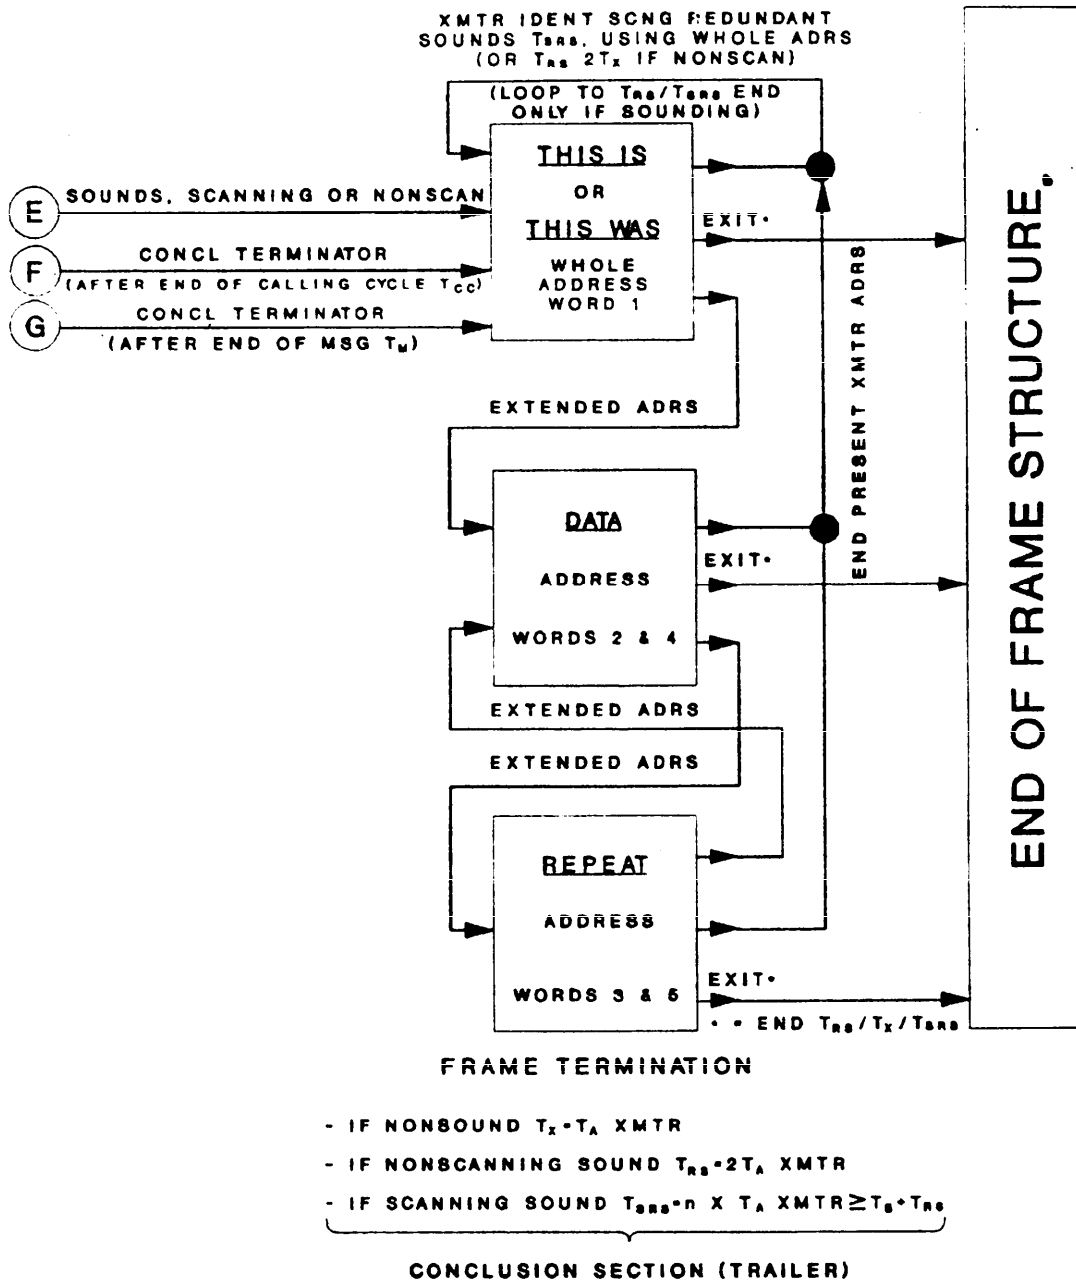 XMTR IDENT SCNG REDUNDANT
SOUNDS TSRS, USING WHOLE ADRS
(OR TRS 2TX IF NONSCAN)
(LOOP TO TRS/TSRS END
ONLY IF SOUNDING)
THIS IS
OR
THIS WAS
WHOLE
ADDRESS
WORD 1
E
SOUNDS, SCANNING OR NONSCAN
F
CONCL TERMINATOR
(AFTER END OF CALLING CYCLE TCC)
G
CONCL TERMINATOR
(AFTER END OF MSG TM)
EXIT*
END PRESENT XMTR ADRS
END OF FRAME STRUCTURE.
EXTENDED ADRS
DATA
ADDRESS
WORDS 2 & 4
EXIT*
EXTENDED ADRS
EXTENDED ADRS
REPEAT
ADDRESS
WORDS 3 & 5
EXIT*
* = END TRS/TX/TSRS
FRAME TERMINATION
- IF NONSOUND TX=TA XMTR
- IF NONSCANNING SOUND TRS=2TA XMTR
- IF SCANNING SOUND TSRS=n X TA XMTR≥TS+TRS
CONCLUSION SECTION (TRAILER)